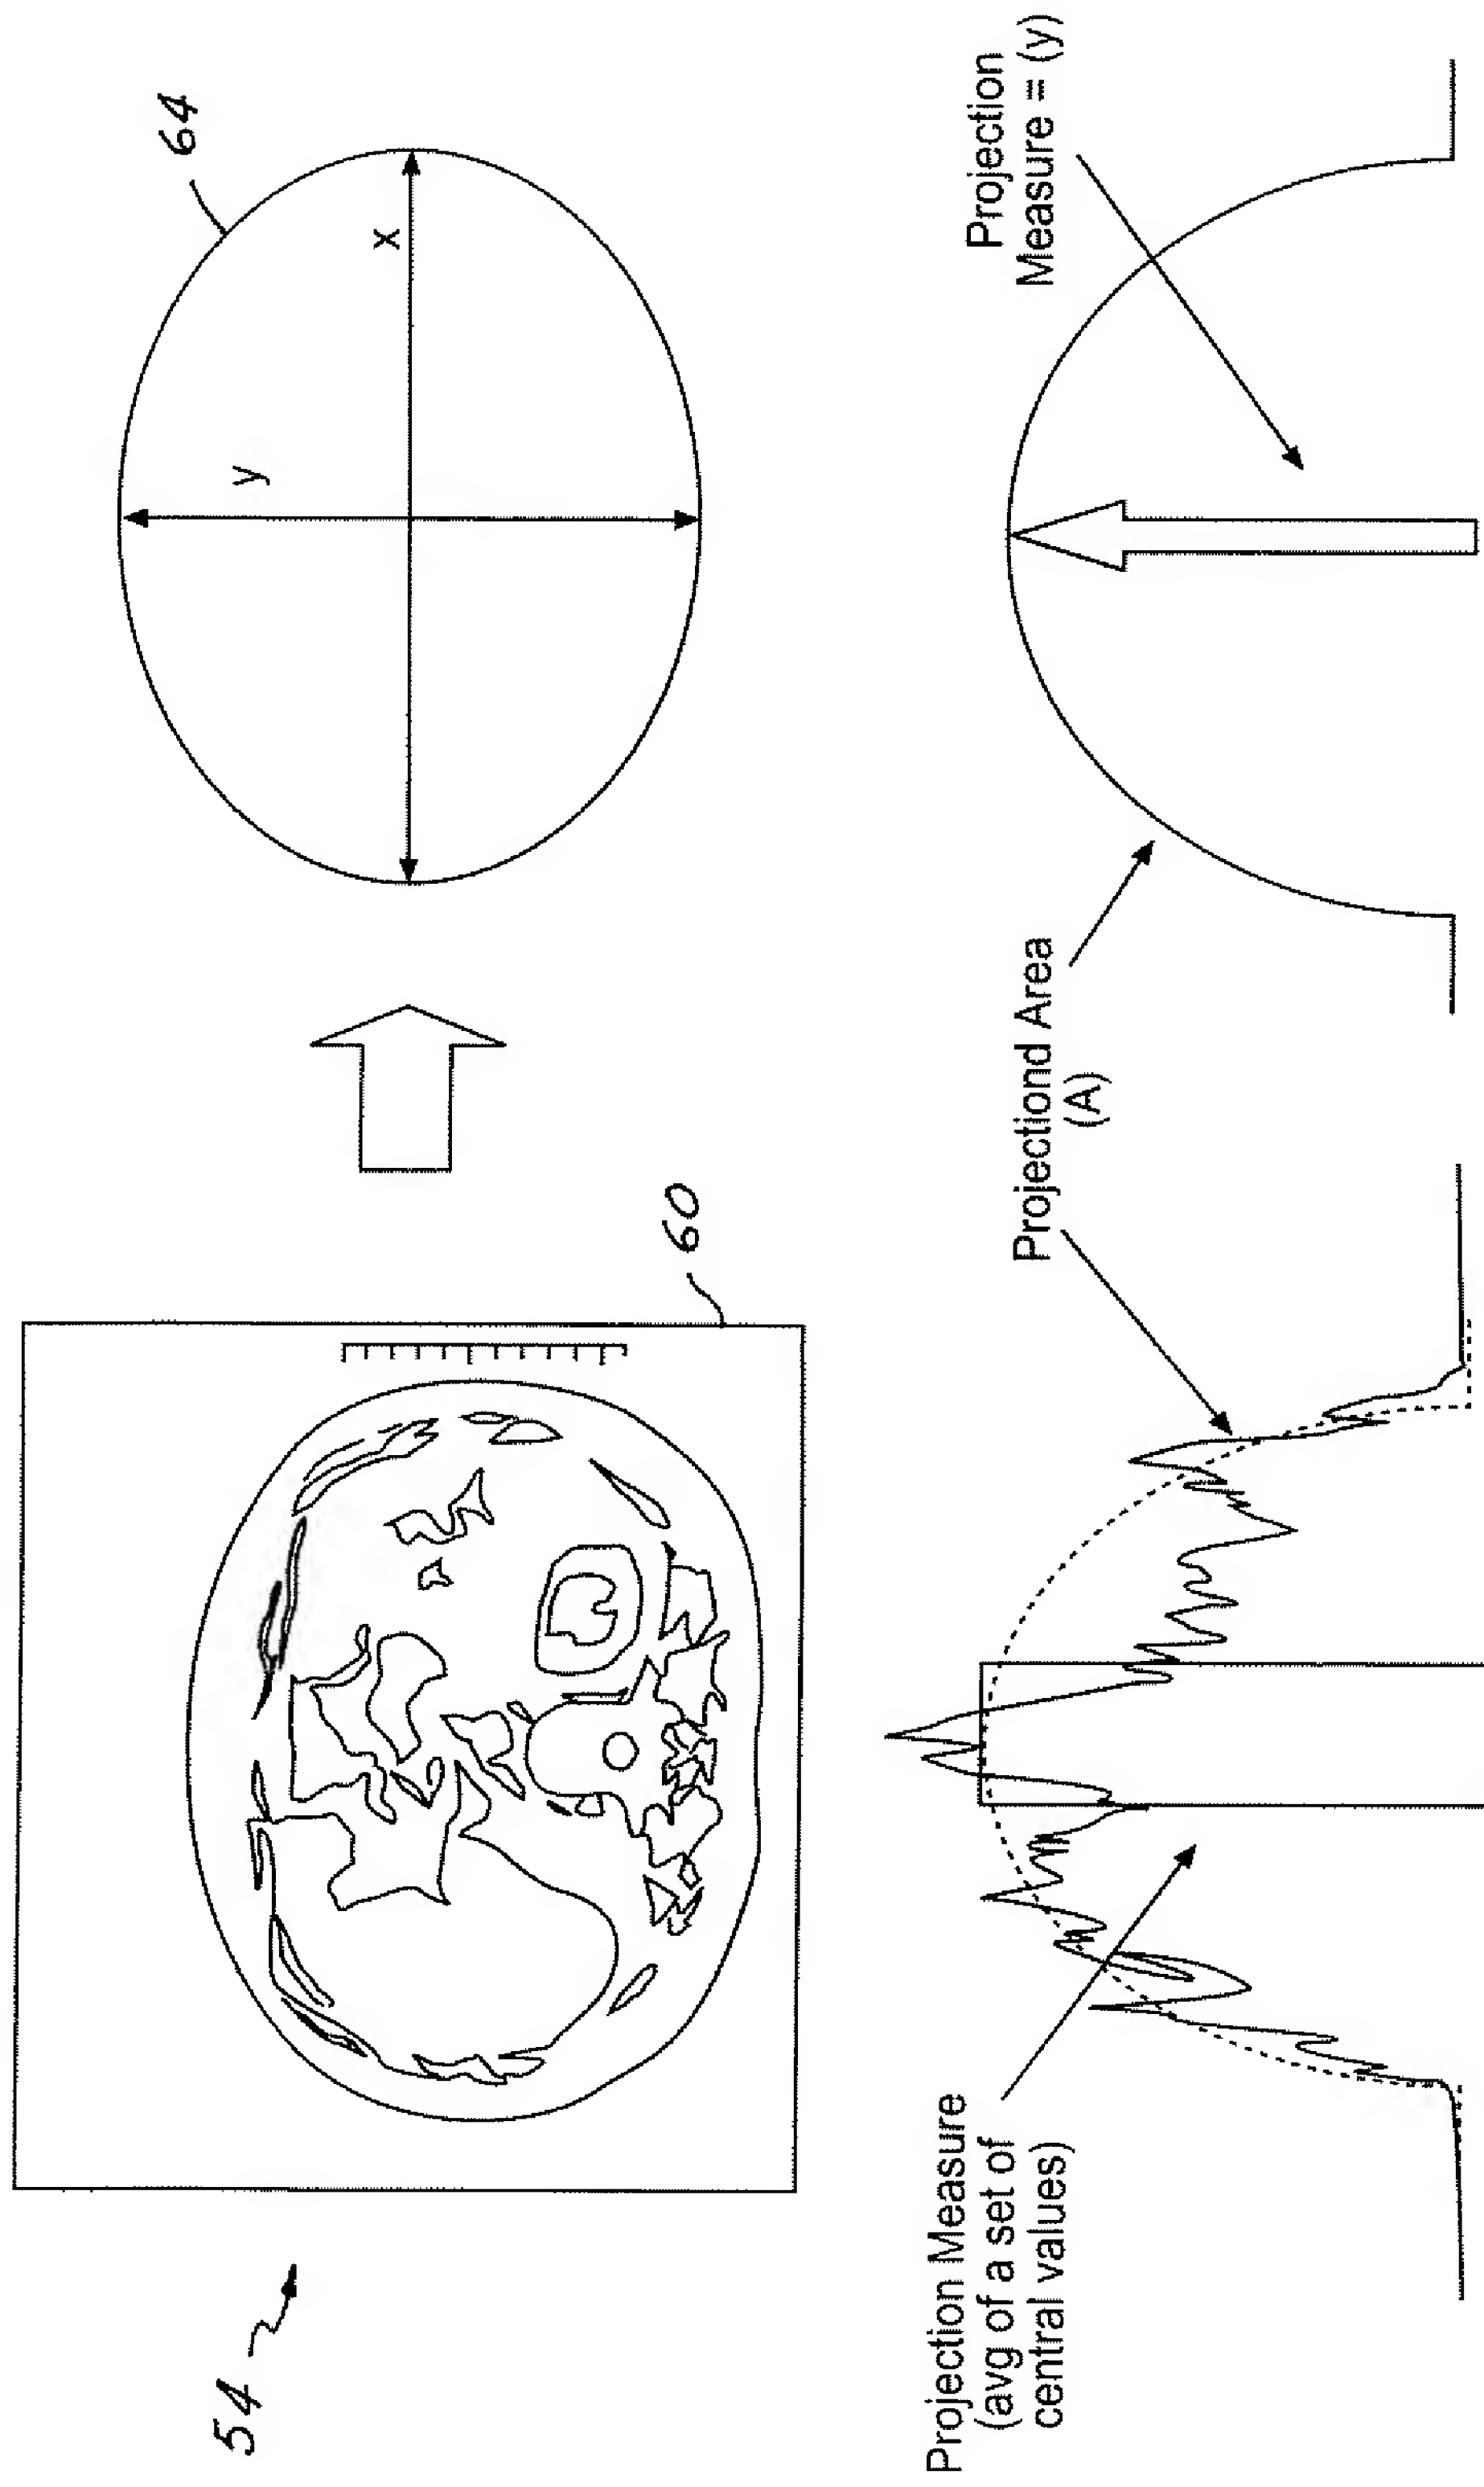 54
60
64
y
x
Projection Measure
(avg of a set of
central values)
Projectiond Area
(A)
Projection
Measure = (y)